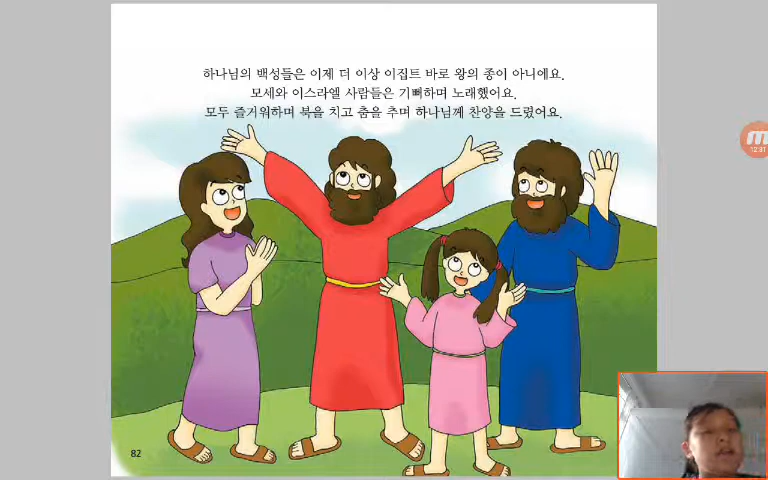 하나님의 백성들은 이제 더 이상 이집트 바로 왕의 종이 아니에요.
모세와 이스라엘 사람들은 기뻐하며 노래했어요.
모두 즐거워하며 북을 치고 춤을 추며 하나님께 찬양을 드렸어요.
82
12:31